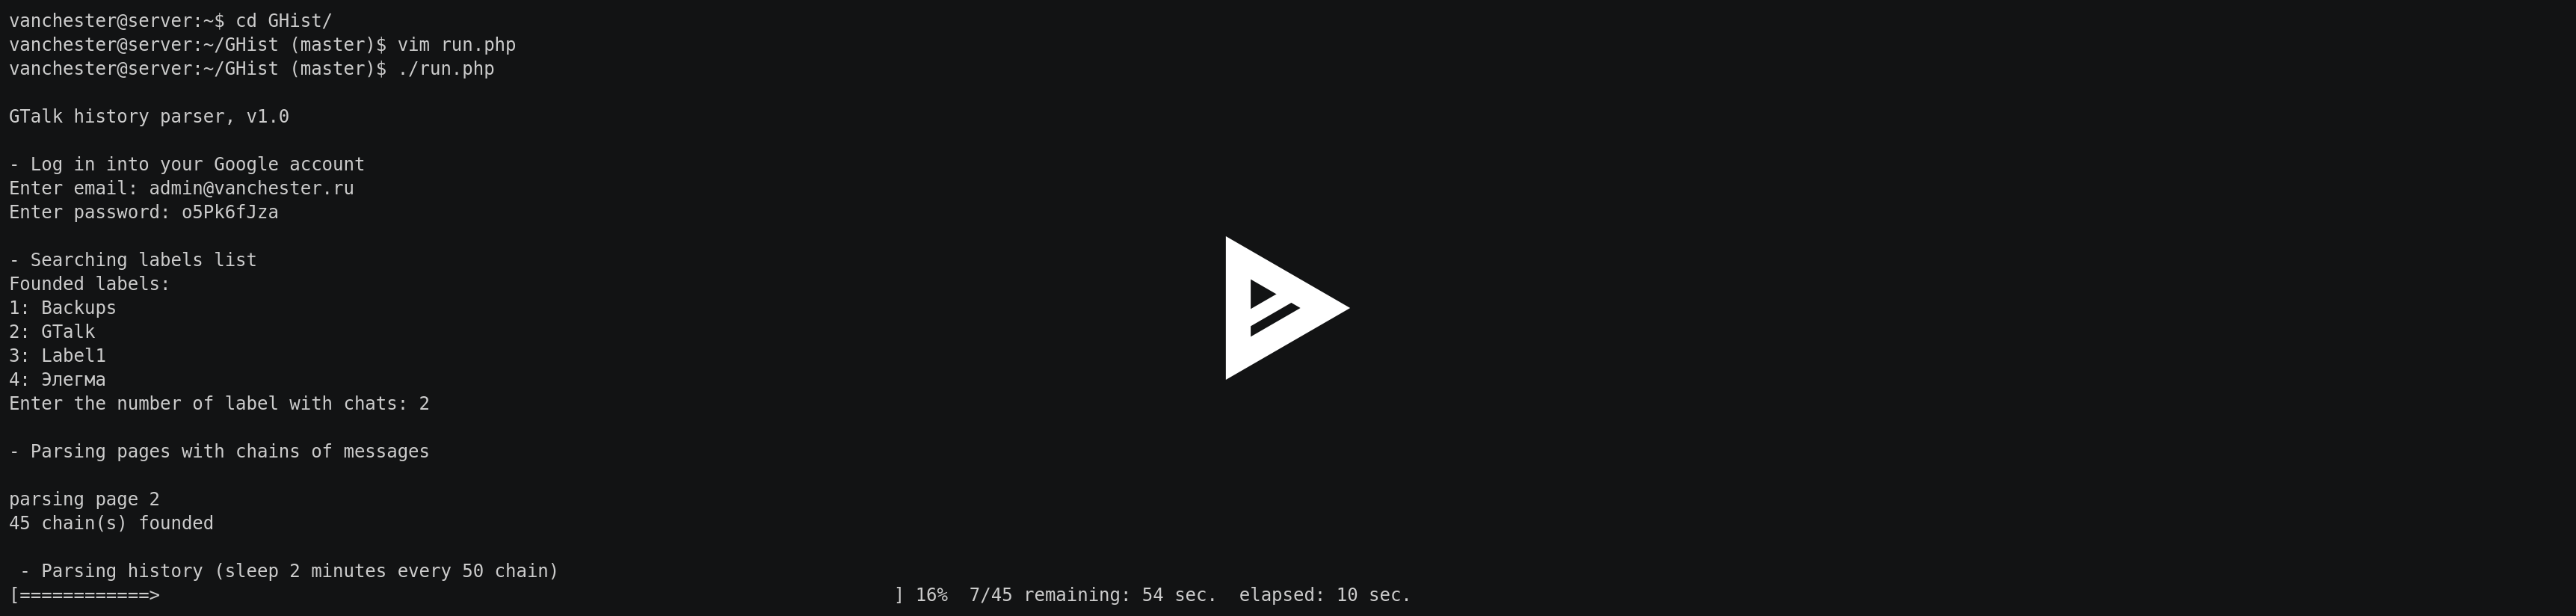 vanchester@server:~$ cd GHist/
vanchester@server:~/GHist (master)$ vim run.php
vanchester@server:~/GHist (master)$ ./run.php
GTalk history parser, v1.0
- Log in into your Google account
Enter email: admin@vanchester.ru
Enter password: o5Pk6fJza
- Searching labels list
Founded labels:
1: Backups
2: GTalk
3: Label1
4: Элегма
Enter the number of label with chats: 2
- Parsing pages with chains of messages
parsing page 2
45 chain(s) founded
- Parsing history (sleep 2 minutes every 50 chain)
[============> ] 16% 7/45 remaining: 54 sec. elapsed: 10 sec.